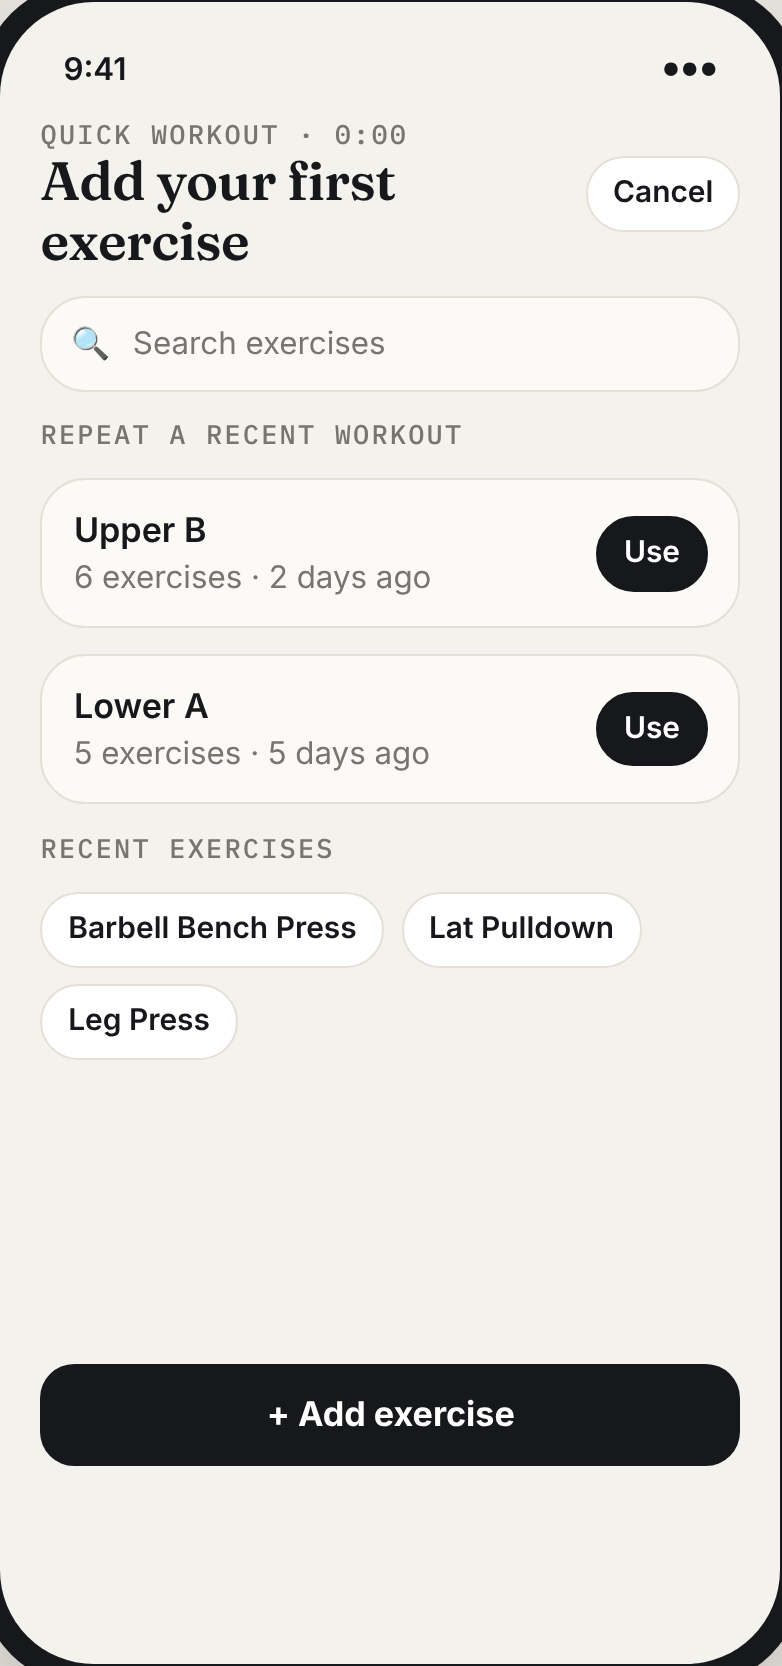 9:41
QUICK WORKOUT · 0:00
Add your first
exercise
Cancel
Search exercises
REPEAT A RECENT WORKOUT
Upper B
6 exercises · 2 days ago
Use
Lower A
5 exercises · 5 days ago
Use
RECENT EXERCISES
Barbell Bench Press
Lat Pulldown
Leg Press
+ Add exercise